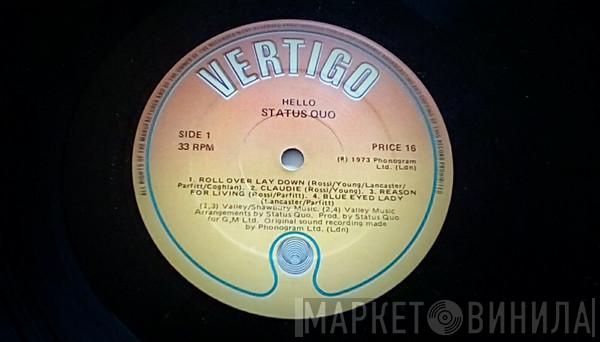 VERTIGO
HELLO
STATUS QUO
SIDE 1
33 RPM
PRICE 16
(R) 1973 Phonogram
Ltd. (Ldn)
1. ROLL OVER LAY DOWN (Rossi/Young/Lancaster/
Parfitt/Coghlan). 2. CLAUDIE (Rossi/Young). 3. REASON
FOR LIVING (Rossi/Parfitt). 4. BLUE EYED LADY
(Lancaster/Parfitt)
(1,3) Valley/Shawbury Music. (2,4) Valley Music
Arrangements by Status Quo. Prod. by Status Quo
for G,M Ltd. Original sound recording made
by Phonogram Ltd. (Ldn)
МАРКЕТ ВИНИЛА